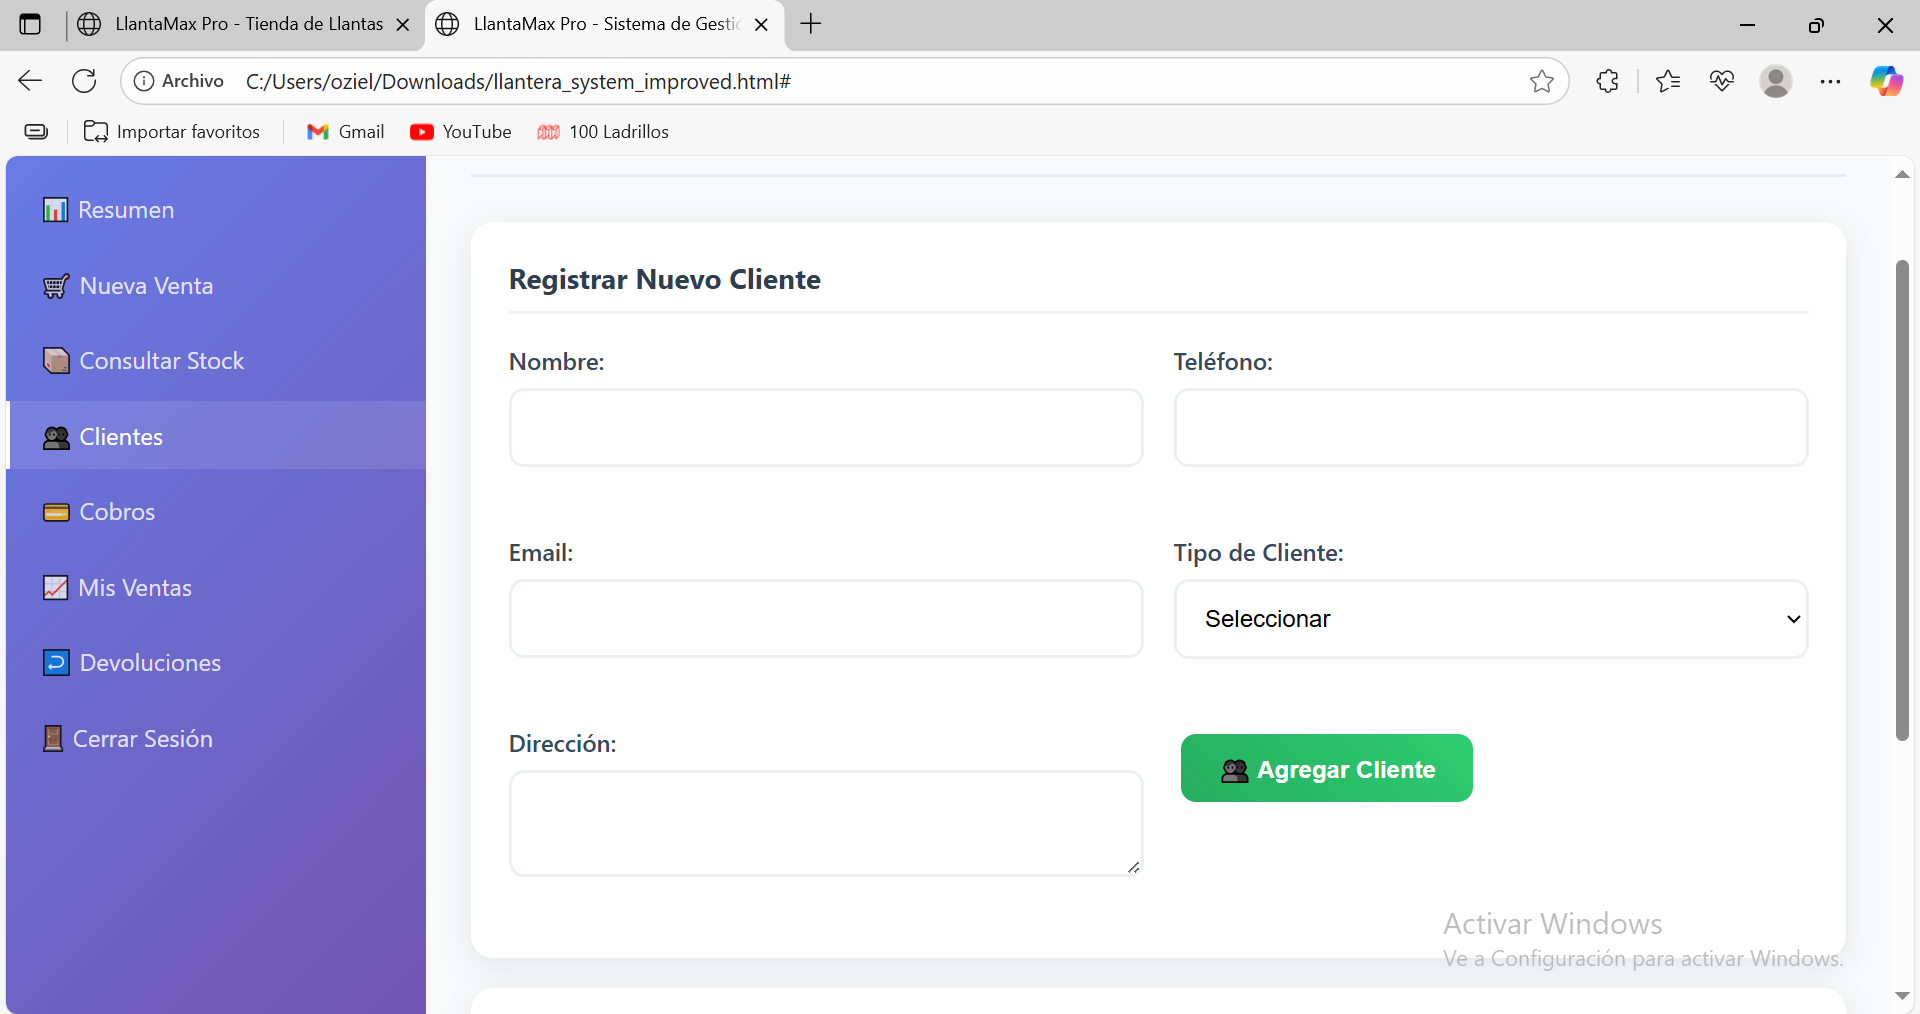 LlantaMax Pro - Tienda de Llantas
LlantaMax Pro - Sistema de Gesti
Archivo C:/Users/oziel/Downloads/llantera_system_improved.html#
Importar favoritos
Gmail
YouTube
100 Ladrillos
Resumen
Nueva Venta
Consultar Stock
Clientes
Cobros
Mis Ventas
Devoluciones
Cerrar Sesión
Registrar Nuevo Cliente
Nombre:
Teléfono:
Email:
Tipo de Cliente:
Seleccionar
Dirección:
Agregar Cliente
Activar Windows
Ve a Configuración para activar Windows.